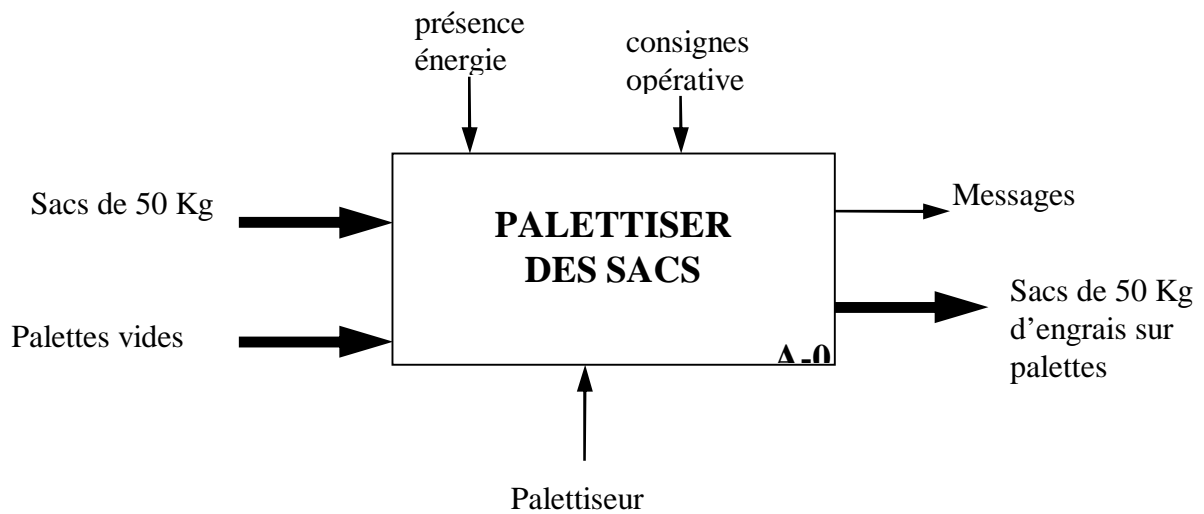 présence
énergie
consignes
opérative
Sacs de 50 Kg
Messages
PALETTISER
DES SACS
Palettes vides
Sacs de 50 Kg
d’engrais sur
palettes
A-0
Palettiseur